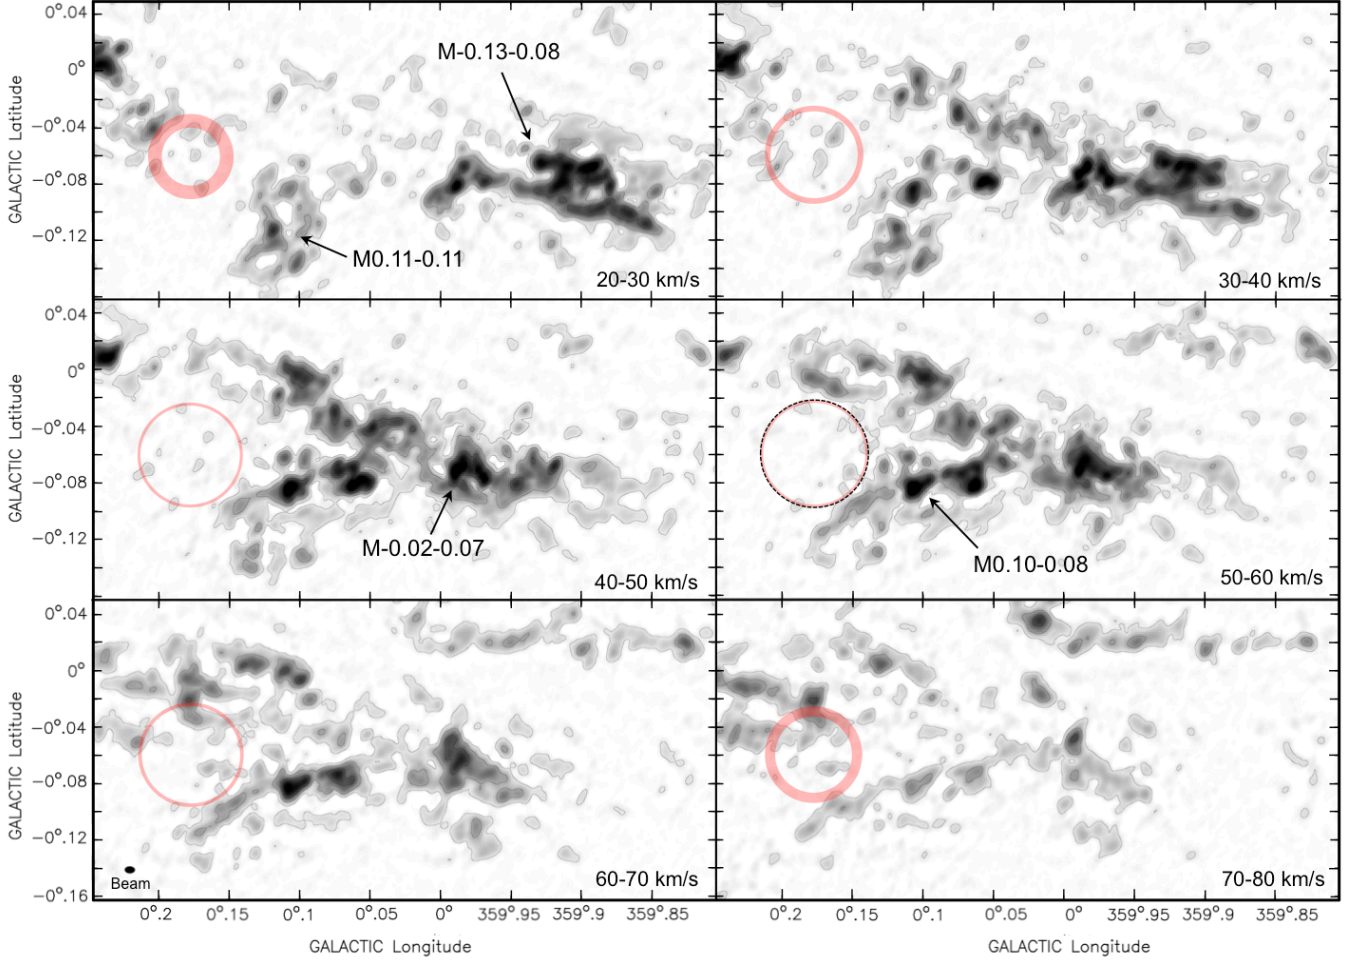 0°.04
0°
−0°.04
−0°.08
−0°.12
GALACTIC Latitude
M-0.13-0.08
M0.11-0.11
20-30 km/s
30-40 km/s
0°.04
0°
−0°.04
−0°.08
−0°.12
GALACTIC Latitude
M-0.02-0.07
40-50 km/s
M0.10-0.08
50-60 km/s
0°.04
0°
−0°.04
−0°.08
−0°.12
−0°.16
GALACTIC Latitude
Beam
60-70 km/s
70-80 km/s
0°.2 0°.15 0°.1 0°.05 0° 359°.95 359°.9 359°.85
0°.2 0°.15 0°.1 0°.05 0° 359°.95 359°.9 359°.85
GALACTIC Longitude
GALACTIC Longitude